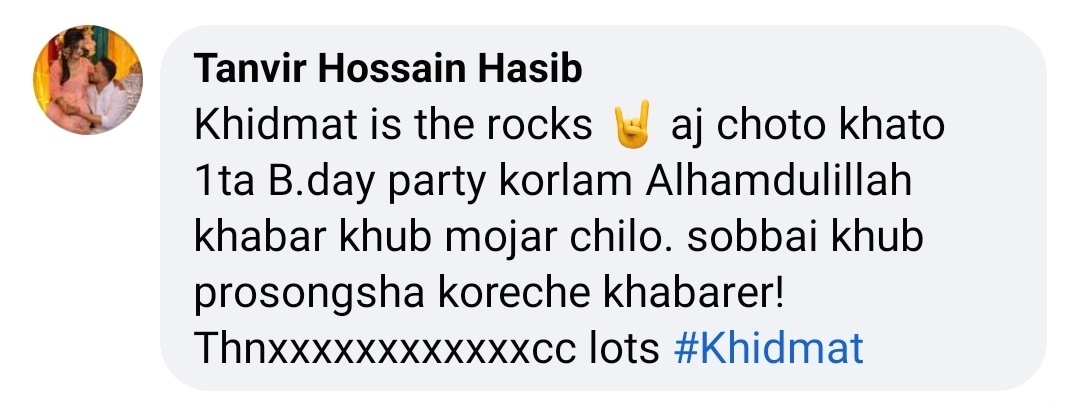 Tanvir Hossain Hasib
Khidmat is the rocks 🤘 aj choto khato
1ta B.day party korlam Alhamdulillah
khabar khub mojar chilo. sobbai khub
prosongsha koreche khabarer!
Thnxxxxxxxxxxxxcc lots #Khidmat